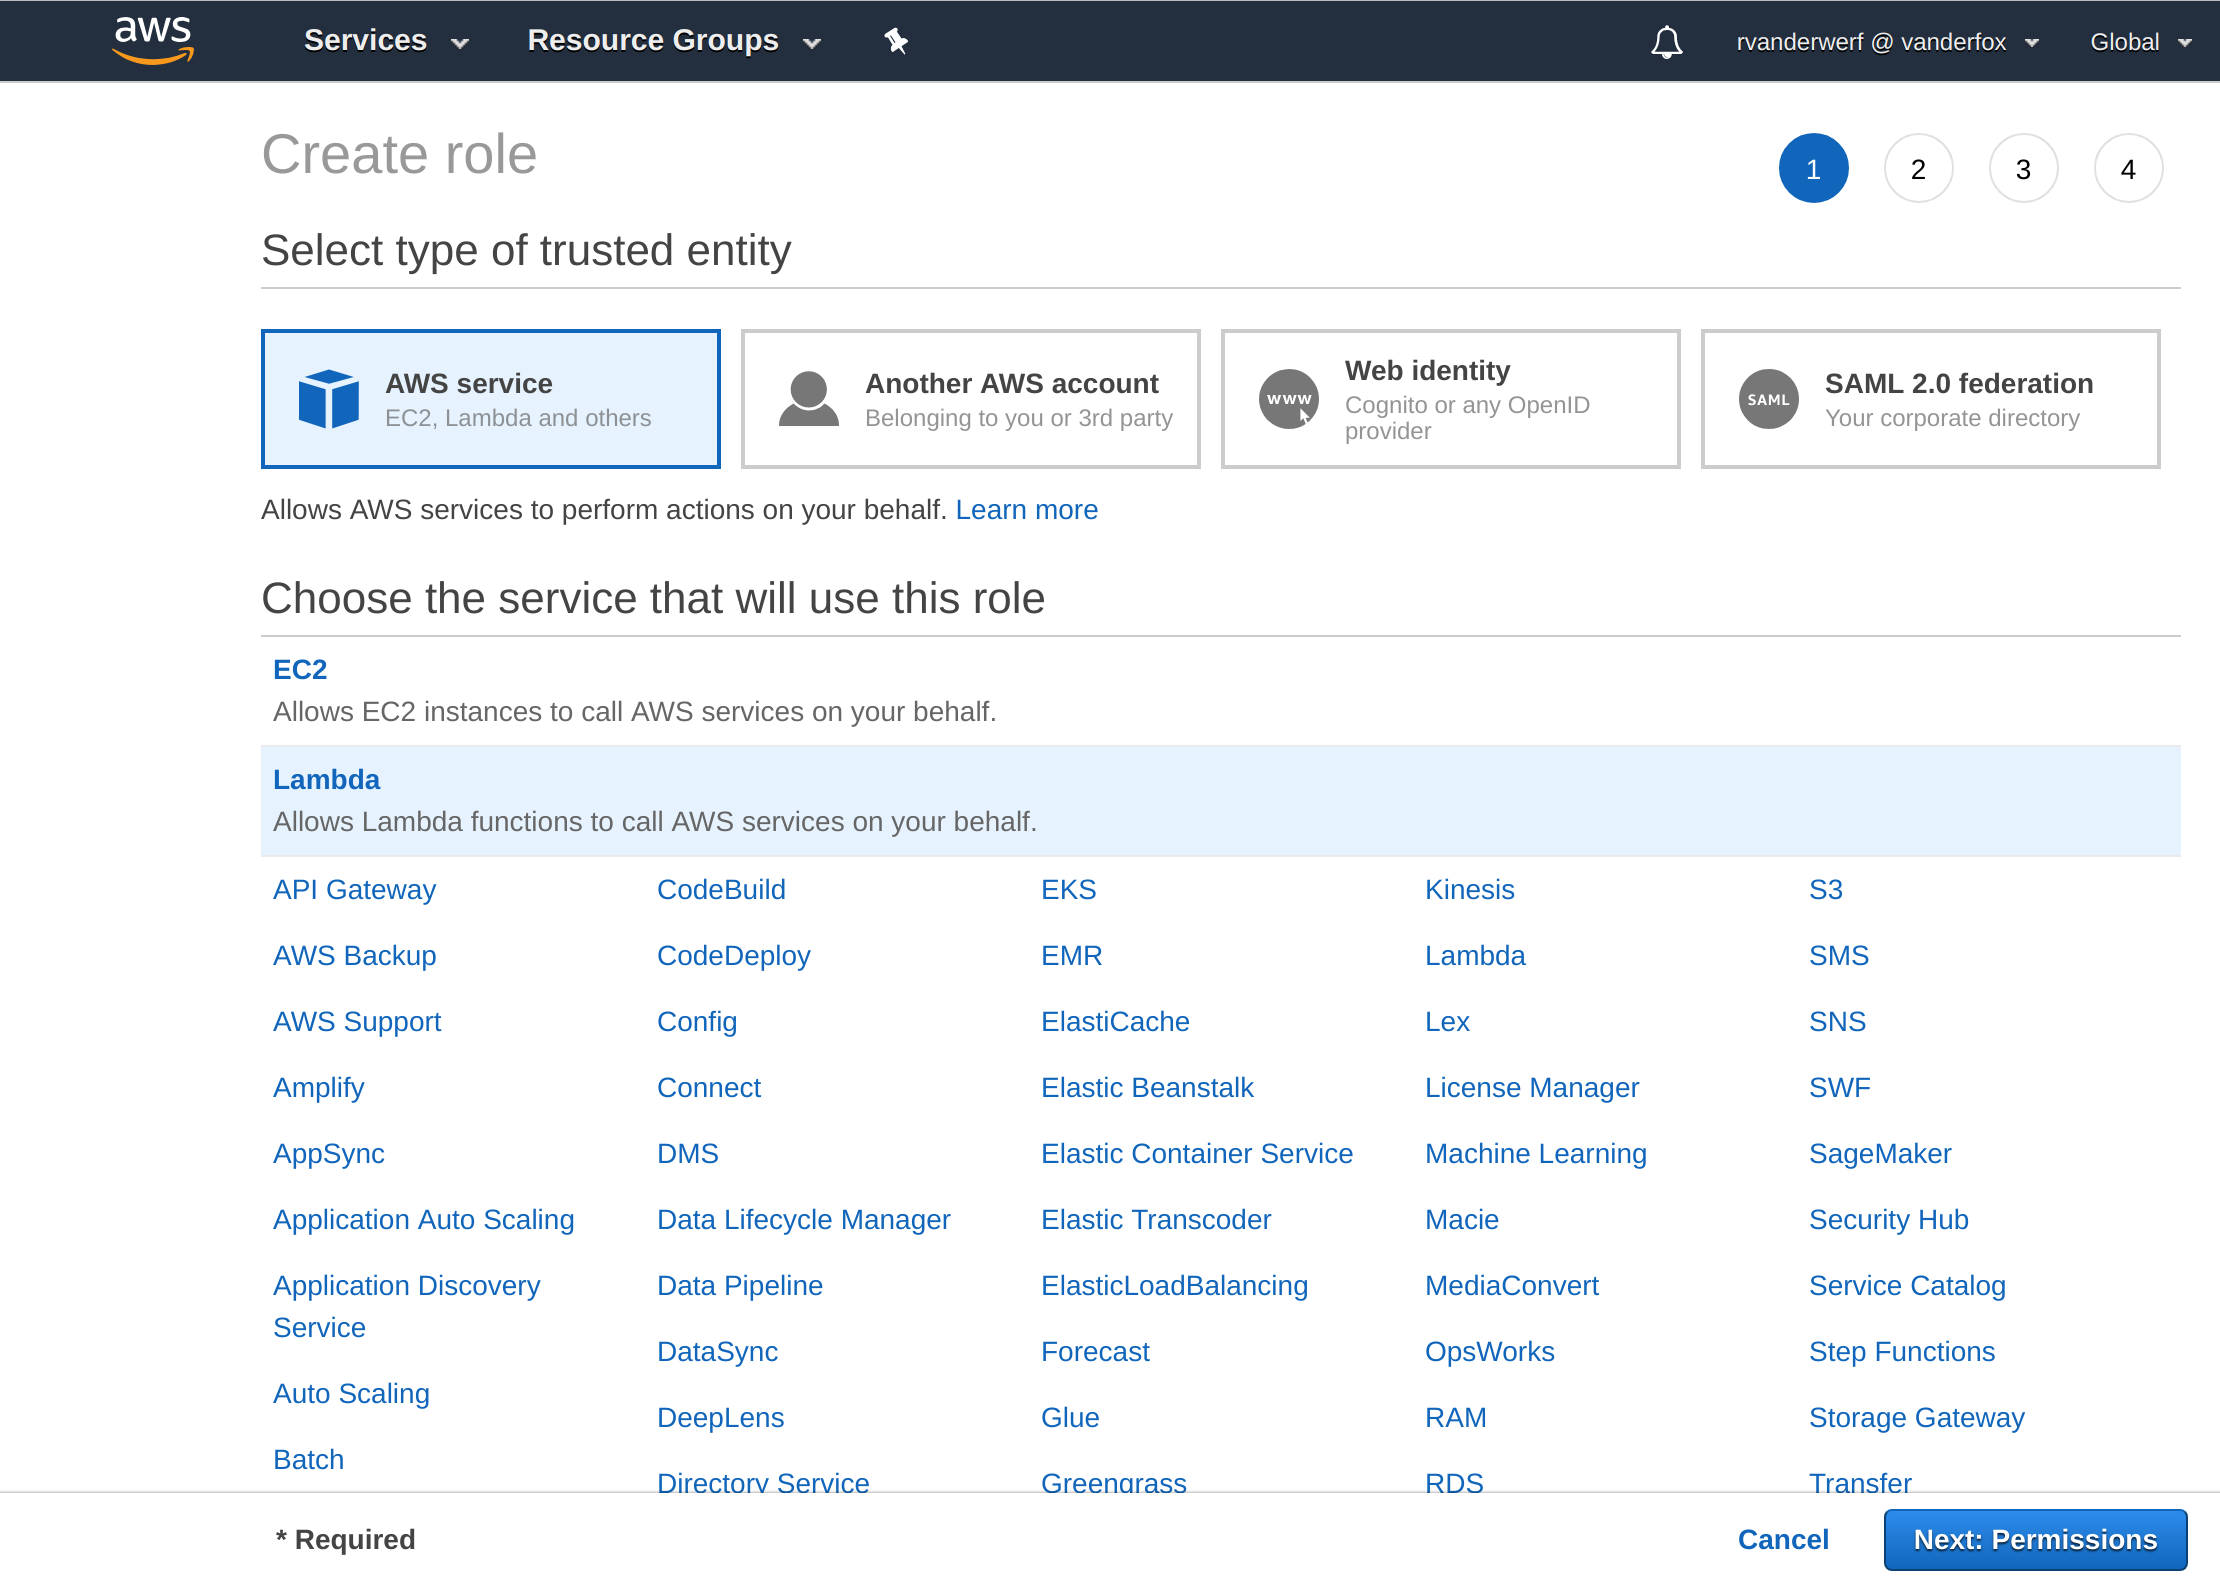 aws Services Resource Groups rvanderwerf @ vanderfox Global
Create role 1 2 3 4
Select type of trusted entity
AWS service
EC2, Lambda and others
Another AWS account
Belonging to you or 3rd party
www
Web identity
Cognito or any OpenID
provider
SAML
SAML 2.0 federation
Your corporate directory
Allows AWS services to perform actions on your behalf. Learn more
Choose the service that will use this role
EC2
Allows EC2 instances to call AWS services on your behalf.
Lambda
Allows Lambda functions to call AWS services on your behalf.
API Gateway
AWS Backup
AWS Support
Amplify
AppSync
Application Auto Scaling
Application Discovery
Service
Auto Scaling
Batch
CodeBuild
CodeDeploy
Config
Connect
DMS
Data Lifecycle Manager
Data Pipeline
DataSync
DeepLens
Directory Service
EKS
EMR
ElastiCache
Elastic Beanstalk
Elastic Container Service
Elastic Transcoder
ElasticLoadBalancing
Forecast
Glue
Greengrass
Kinesis
Lambda
Lex
License Manager
Machine Learning
Macie
MediaConvert
OpsWorks
RAM
RDS
S3
SMS
SNS
SWF
SageMaker
Security Hub
Service Catalog
Step Functions
Storage Gateway
Transfer
* Required Cancel Next: Permissions